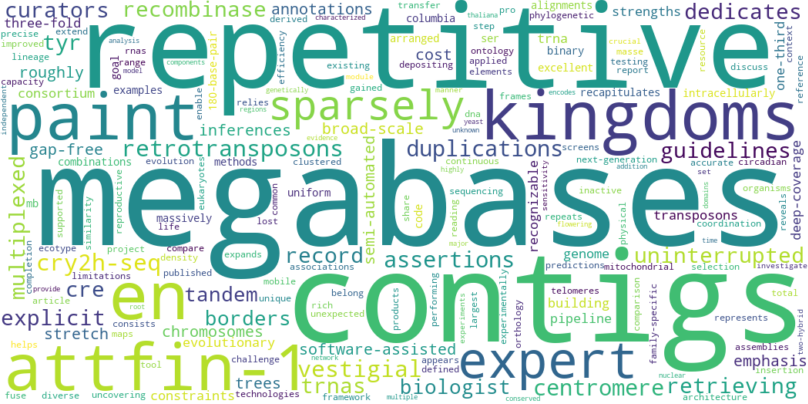 curators recombinase annotations transfer columbia alignments strengths dedicates
three-fold derived characterized step pro phylogenetic
precise extend tyr rnas arranged ser trna
improved analysis goal range existing cost ontology binary crucial masse resource one-third
lineage model efficiency depositing applied elements excellent testing report discuss context
capacity components roughly 180-base-pair repetitive
consortium examples enable relies module genetically gained manner encodes recapitulates intracellularly reference
independent paint inferences regions sparsely yeast frames dna unknown kingdoms
gap-free retrotransposons broad-scale evidence duplications addition screens guidelines
combinations evolution methods clustered continuous highly next-generation accurate set circadian
multiplexed mb supported similarity reproductive eukaryotes massively life lost common uniform semi-automated share code reading sequencing inactive repeats recognizable sensitivity domains organisms reveals deep-coverage
megabases
ecotype project expands density compare unique physical transposons
completion published major genome flowering time coordination
cry2h-seq limitations record associations assertions predictions mitochondrial selection investigate
provide article maps cre tandem mobile rich products performing largest experiments experimentally uninterrupted
explicit en consists root borders unexpected contigs telomeres building comparison family-specific total represents
stretch chromosomes belong orthology pipeline assemblies two-hybrid
helps evolutionary software-assisted appears defined emphasis
attfin-1 challenge tool vestigial network expert insertion
trees trnas biologist centromere nuclear retrieving
fuse diverse uncovering constraints technologies framework multiple conserved thaliana architecture